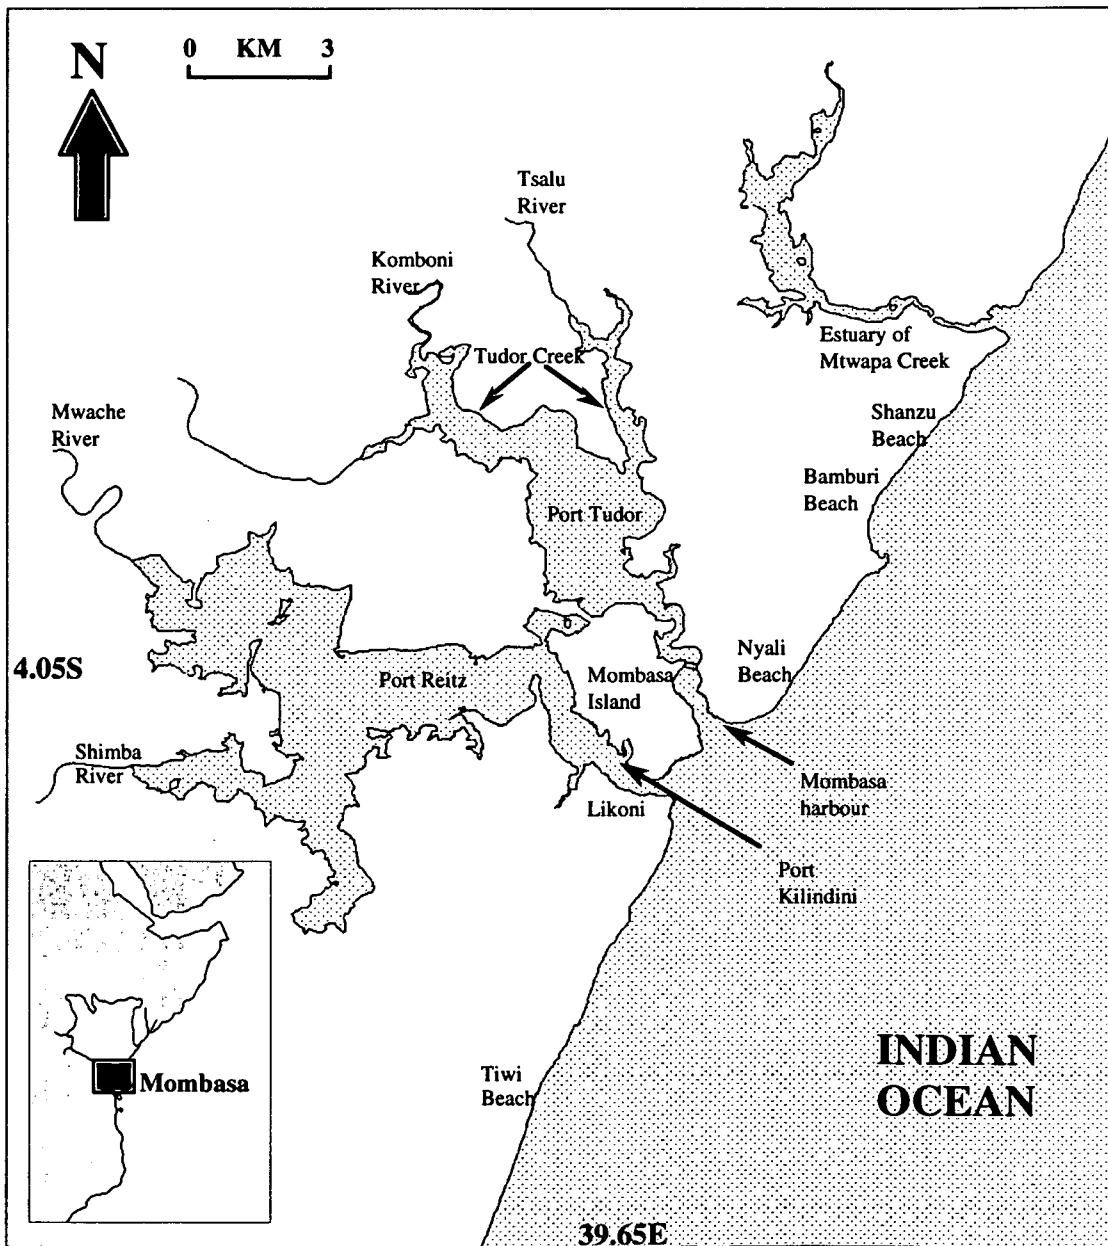 N
0 KM 3
Tsalu
River
Komboni
River
Tudor Creek
Estuary of
Mtwapa Creek
Mwache
River
Shanzu
Beach
Bamburi
Beach
Port Tudor
4.05S
Port Reitz
Mombasa
Island
Nyali
Beach
Shimba
River
Mombasa
harbour
Likoni
Port
Kilindini
INDIAN
OCEAN
Mombasa
Tiwi
Beach
39.65E